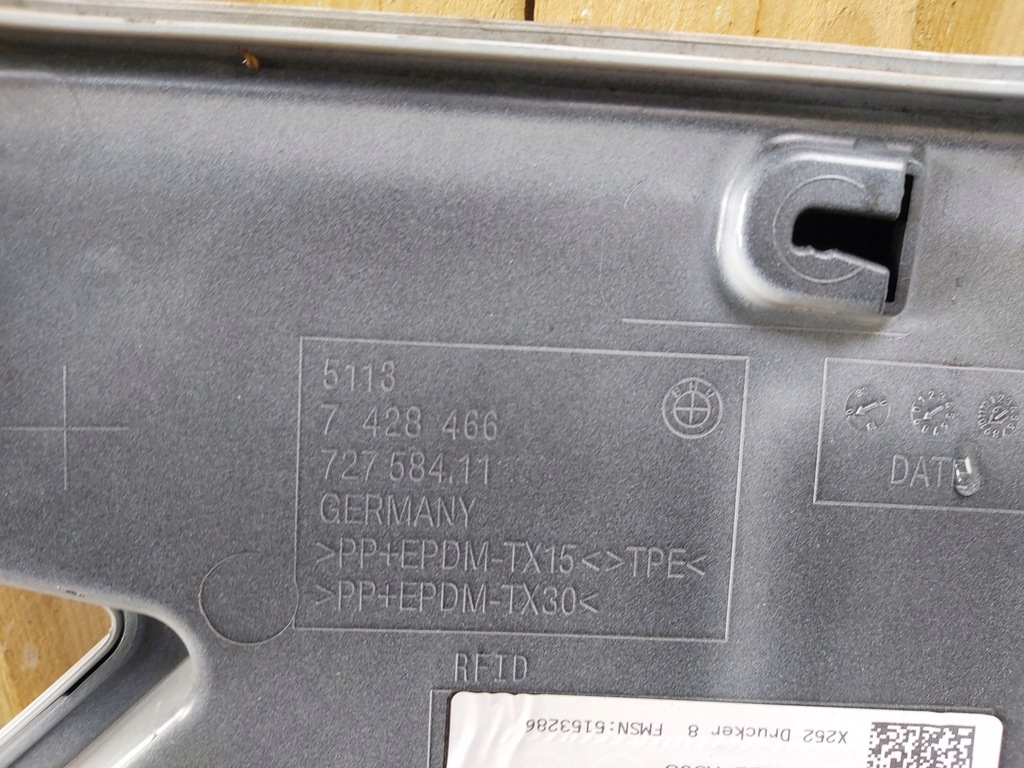 5113
7 428 466
727 584.11
GERMANY
>PP+EPDM-TX15<>TPE<
>PP+EPDM-TX30<
DATE
RFID
X252 Drucker 8 FMSN:5153286